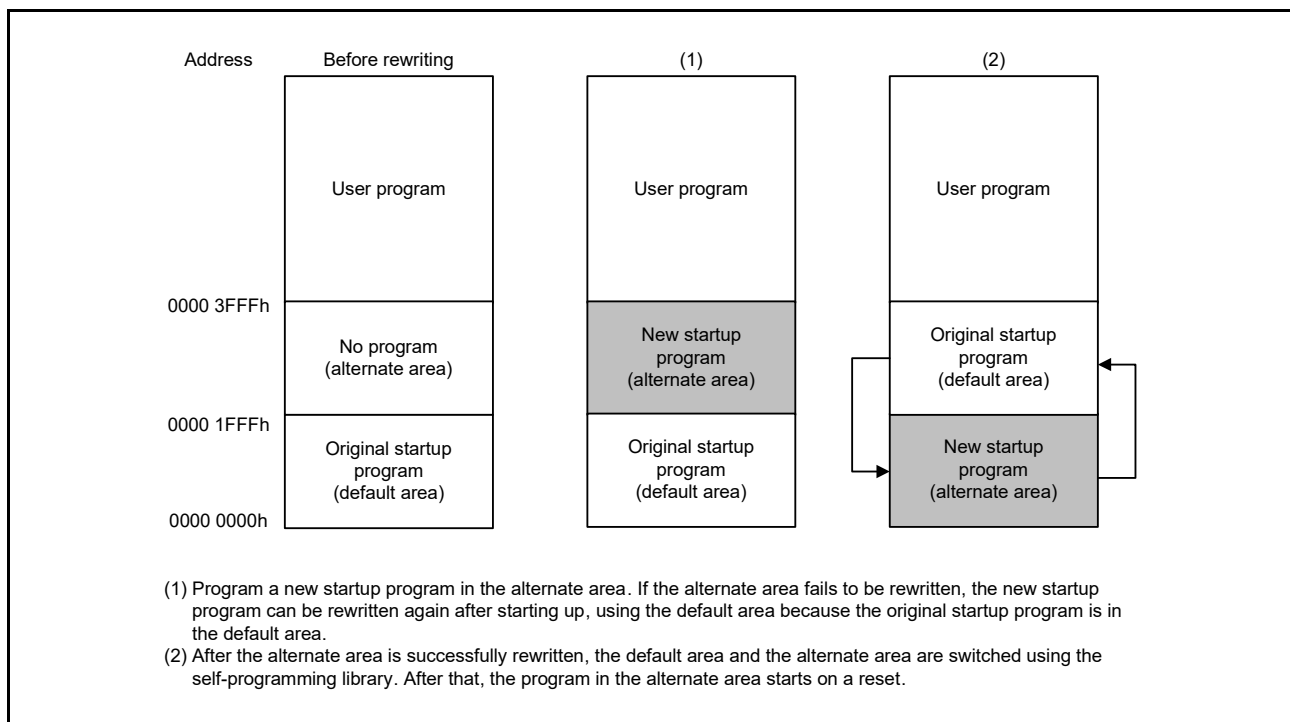 Address
Before rewriting
(1)
(2)
User program
User program
User program
0000 3FFFh
No program
(alternate area)
New startup
program
(alternate area)
Original startup
program
(default area)
0000 1FFFh
Original startup
program
(default area)
Original startup
program
(default area)
New startup
program
(alternate area)
0000 0000h
(1) Program a new startup program in the alternate area. If the alternate area fails to be rewritten, the new startup
program can be rewritten again after starting up, using the default area because the original startup program is in
the default area.
(2) After the alternate area is successfully rewritten, the default area and the alternate area are switched using the
self-programming library. After that, the program in the alternate area starts on a reset.